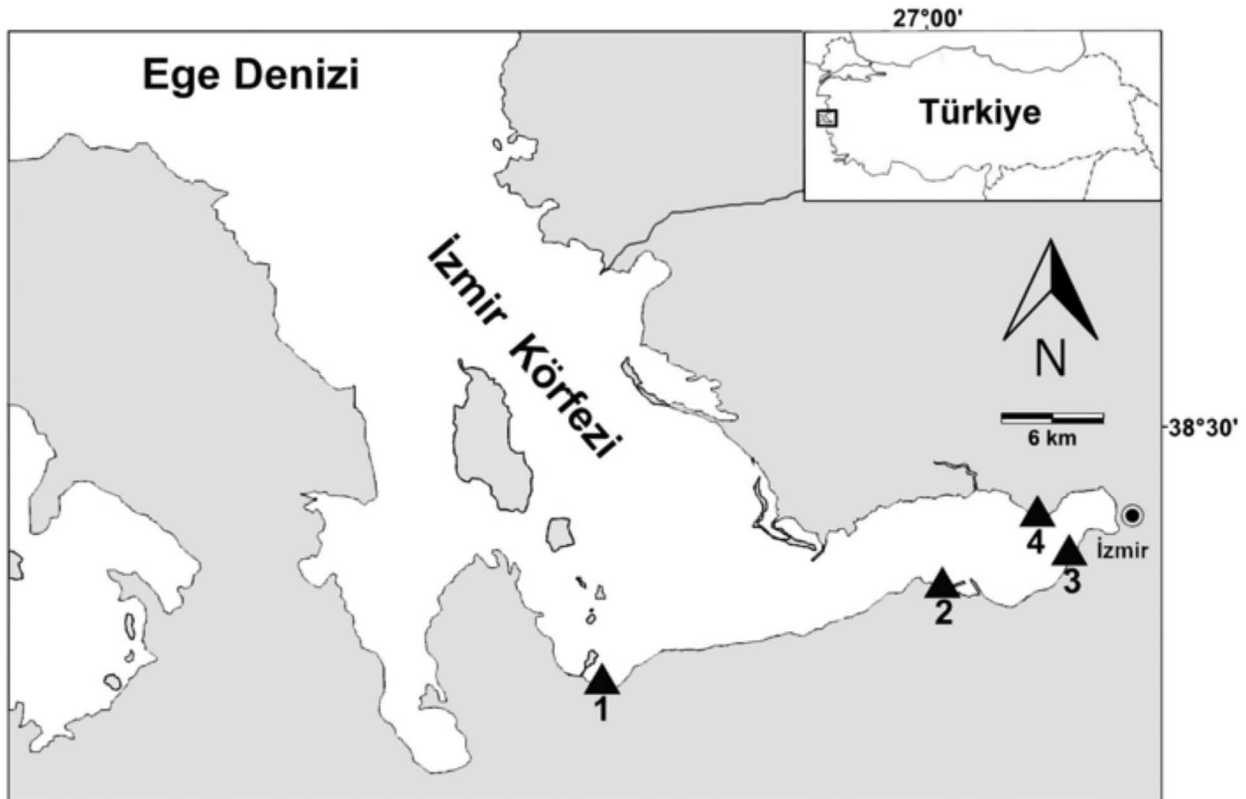 27°00'
Ege Denizi
Türkiye
İzmir Körfezi
N
6 km
38°30'
4
İzmir
3
2
1